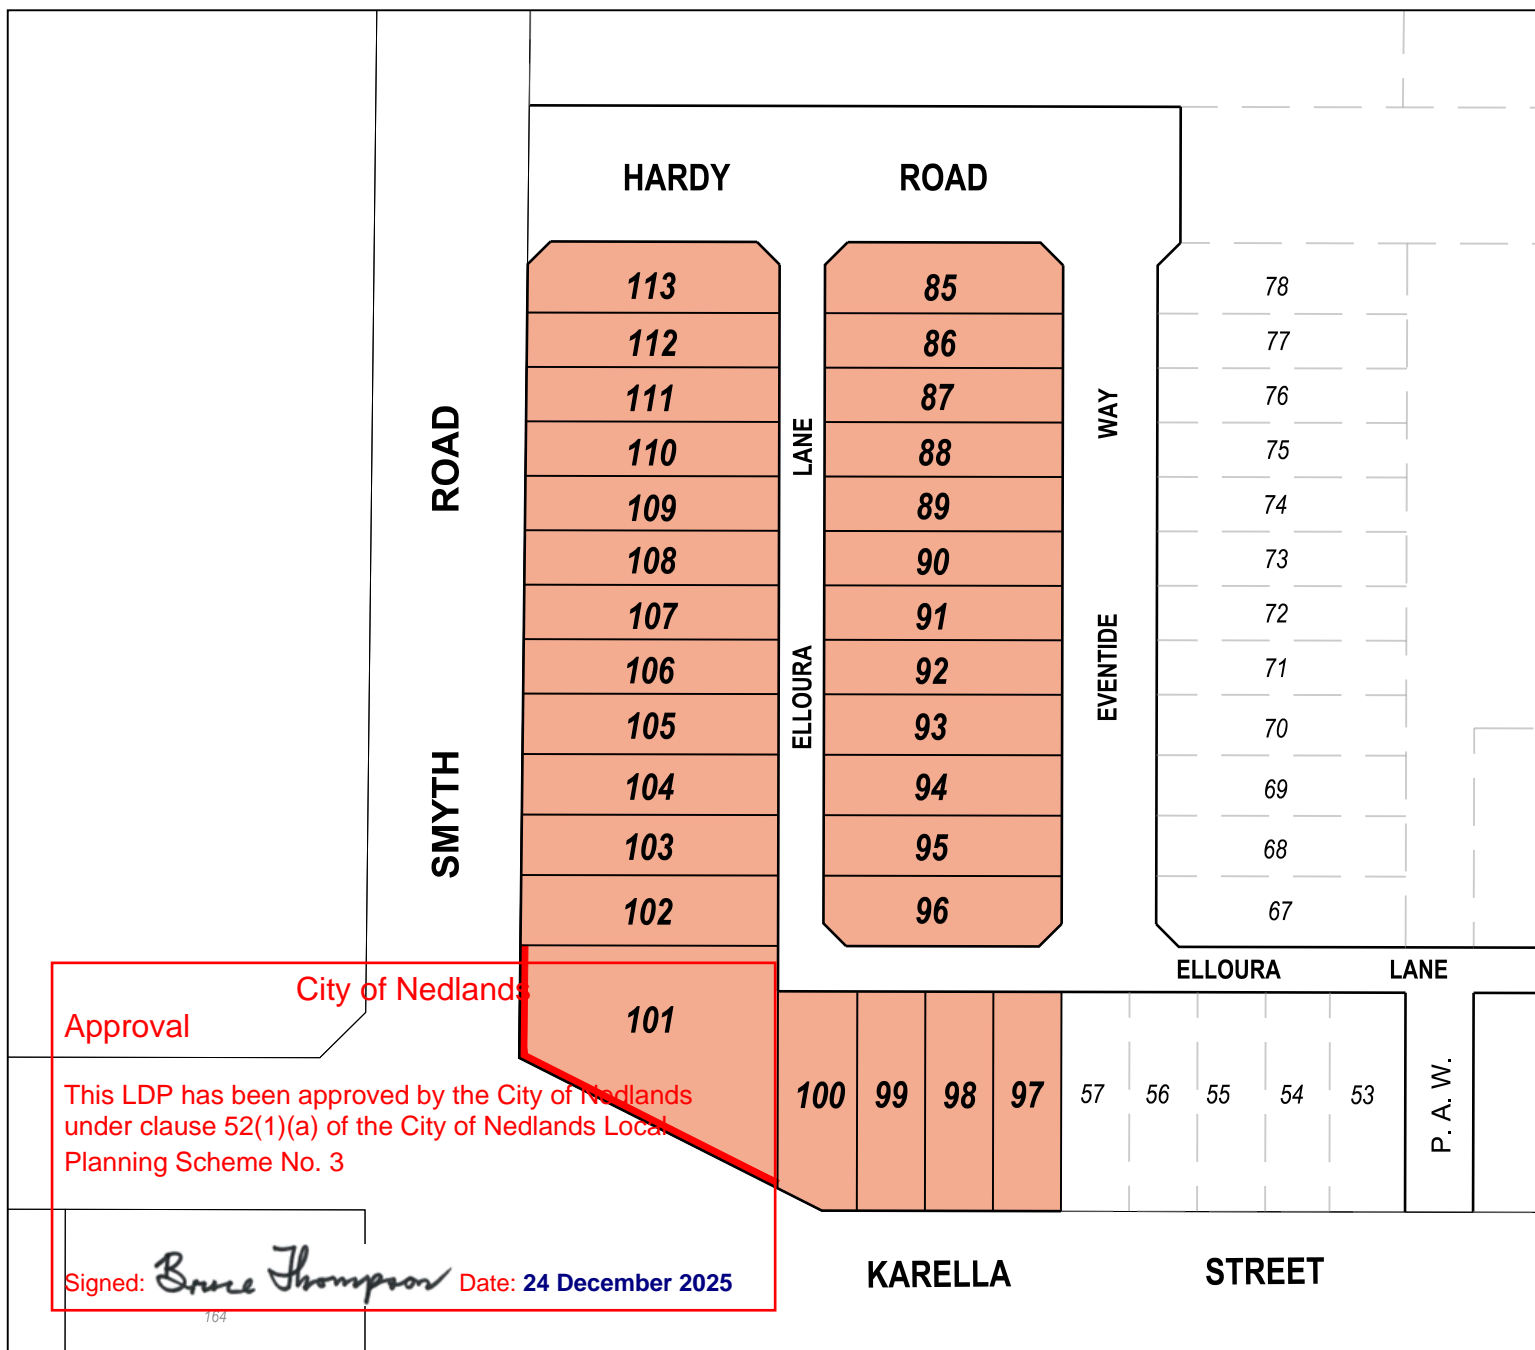 HARDY ROAD
113
112
111
110
109
108
107
106
105
104
103
102
101
85
86
87
88
89
90
91
92
93
94
95
96
78
77
76
75
74
73
72
71
70
69
68
67
SMYTH ROAD
ELLOURA LANE
EVENTIDE WAY
ELLOURA LANE
100 99 98 97 57 56 55 54 53
P. A. W.
KARELLA STREET
City of Nedlands
Approval
This LDP has been approved by the City of Nedlands
under clause 52(1)(a) of the City of Nedlands Local
Planning Scheme No. 3
Signed: Bruce Thompson Date: 24 December 2025
164